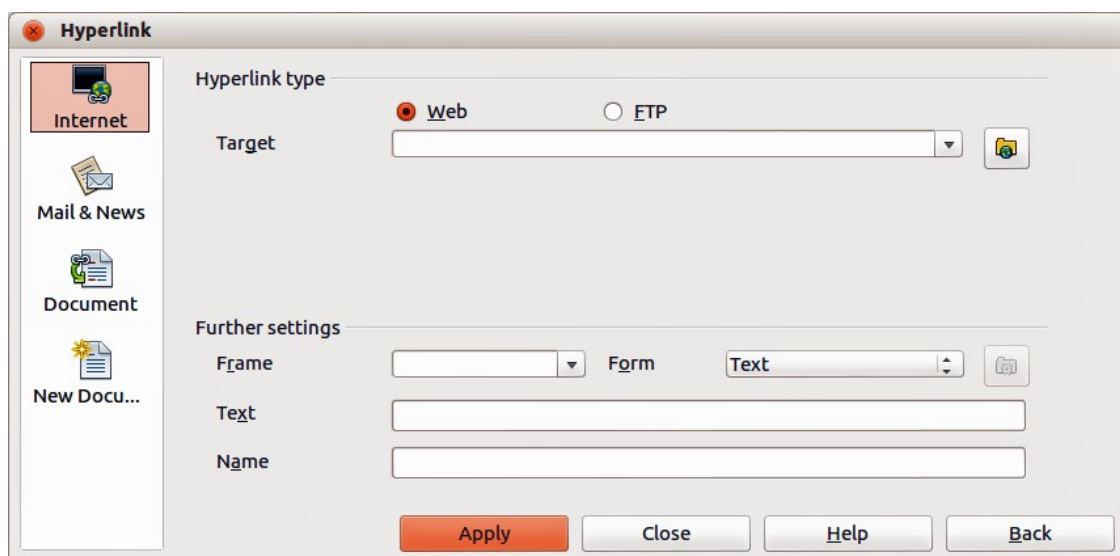 Hyperlink
Internet
Mail & News
Document
New Docu...
Hyperlink type
Web FTP
Target
Further settings
Frame Form Text
Text
Name
Apply Close Help Back